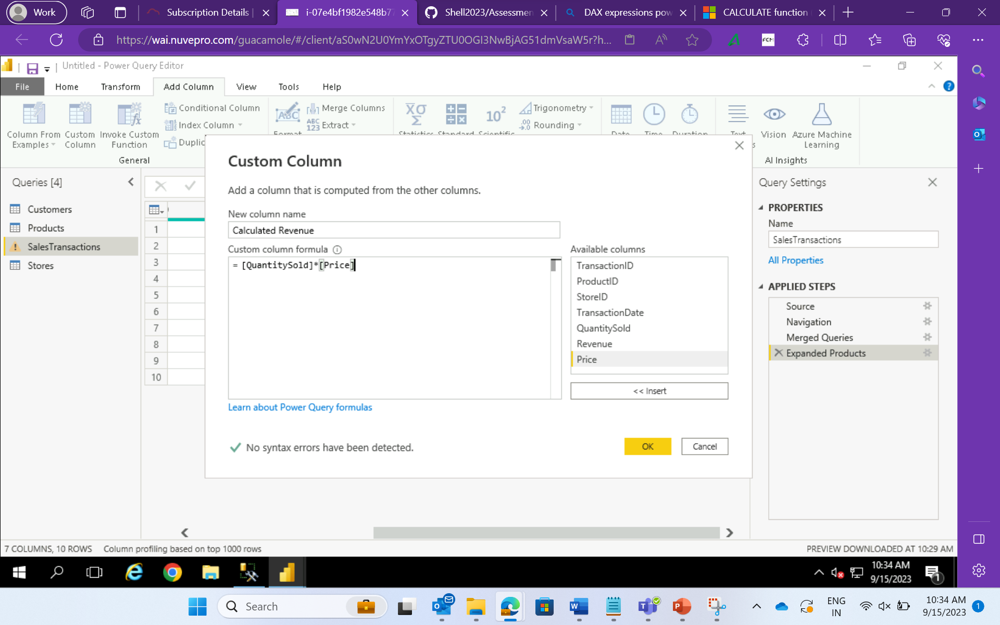 Work
Subscription Details |
i-07e4bf1982e548b77
Shell2023/Assessmen
DAX expressions pow
CALCULATE function
https://wai.nuvepro.com/guacamole/#/client/aS0wN2U0YmYxOTgyZTU0OGI3NwBjAG51dmVsaW5r?h...
FCM
Untitled - Power Query Editor
File
Home
Transform
Add Column
View
Tools
Help
Column From
Examples
Custom
Column
Invoke Custom
Function
Conditional Column
Index Column
Duplic
General
ABC
Format
Merge Columns
ABC
123 Extract
Statistics
Standard
10²
Scientific
Trigonometry
.00
Rounding
Date
Time
Duration
Text
s
Vision
Azure Machine
Learning
AI Insights
Queries [4]
Customers
Products
SalesTransactions
Stores
1
2
3
4
5
6
7
8
9
10
Custom Column
Add a column that is computed from the other columns.
New column name
Calculated Revenue
Custom column formula
= [QuantitySold]*[Price]
Available columns
TransactionID
ProductID
StoreID
TransactionDate
QuantitySold
Revenue
Price
<< Insert
Learn about Power Query formulas
No syntax errors have been detected.
OK
Cancel
Query Settings
PROPERTIES
Name
SalesTransactions
All Properties
APPLIED STEPS
Source
Navigation
Merged Queries
Expanded Products
7 COLUMNS, 10 ROWS
Column profiling based on top 1000 rows
PREVIEW DOWNLOADED AT 10:29 AM
10:34 AM
9/15/2023
1
Search
ENG
IN
10:34 AM
9/15/2023
1